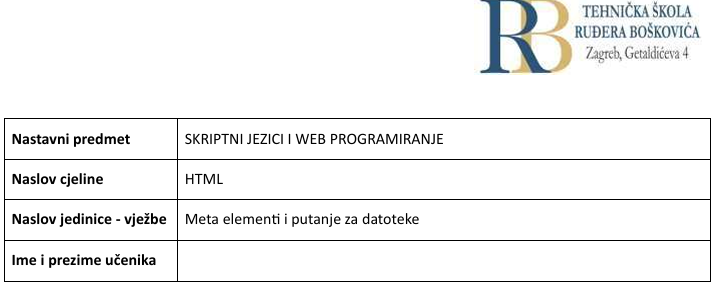 RB
TEHNIČKA ŠKOLA
RUĐERA BOŠKOVIĆA
Zagreb, Getaldićeva 4
Nastavni predmet SKRIPTNI JEZICI I WEB PROGRAMIRANJE
Naslov cjeline HTML
Naslov jedinice - vježbe Meta elementi i putanje za datoteke
Ime i prezime učenika